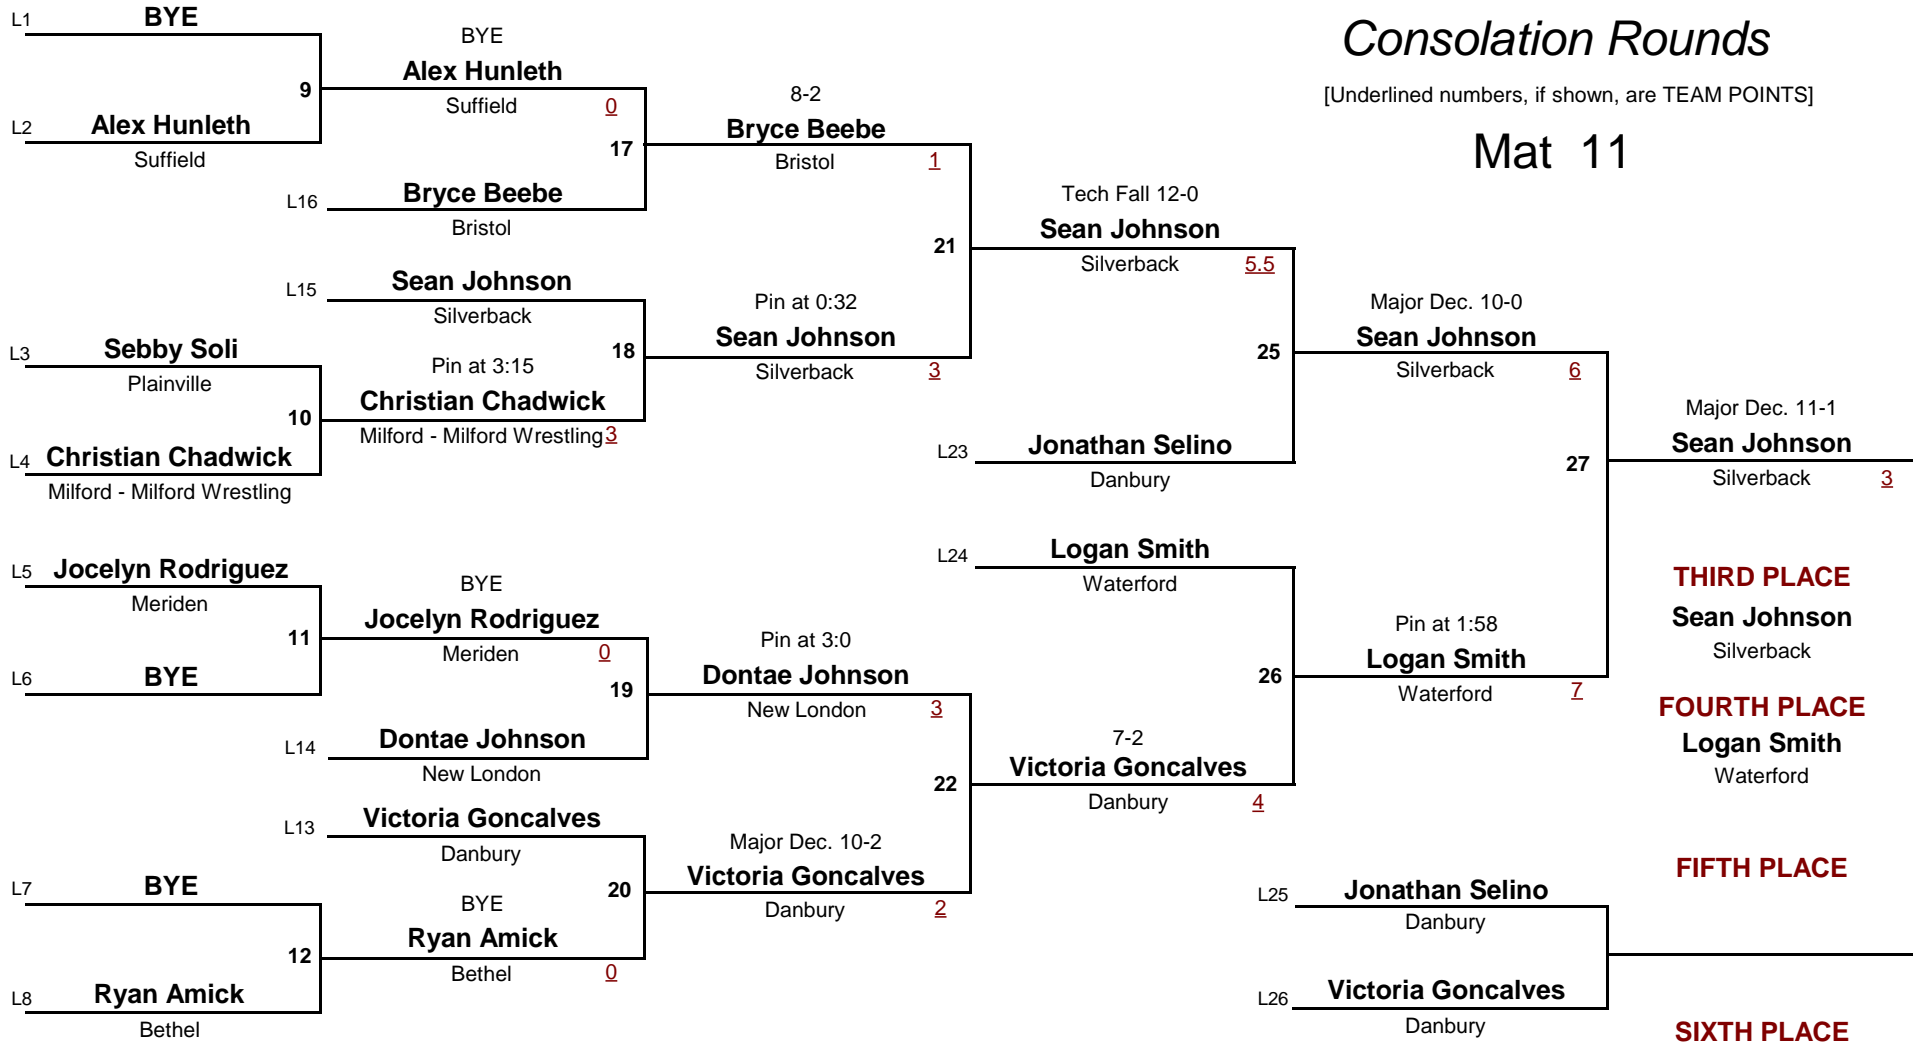 Consolation Rounds
[Underlined numbers, if shown, are TEAM POINTS]
Mat 11
L1 BYE
9
L2 Alex Hunleth
Suffield
L3 Sebby Soli
Plainville
10
L4 Christian Chadwick
Milford - Milford Wrestling
L5 Jocelyn Rodriguez
Meriden
11
L6 BYE
L7 BYE
12
L8 Ryan Amick
Bethel
BYE
Alex Hunleth
Suffield 0
17
L16 Bryce Beebe
Bristol
L15 Sean Johnson
Silverback
18
Pin at 3:15
Christian Chadwick
Milford - Milford Wrestling 3
BYE
Jocelyn Rodriguez
Meriden 0
19
L14 Dontae Johnson
New London
L13 Victoria Goncalves
Danbury
20
BYE
Ryan Amick
Bethel 0
8-2
Bryce Beebe
Bristol 1
21
Pin at 0:32
Sean Johnson
Silverback 3
Pin at 3:0
Dontae Johnson
New London 3
22
Major Dec. 10-2
Victoria Goncalves
Danbury 2
Tech Fall 12-0
Sean Johnson
Silverback 5.5
25
L23 Jonathan Selino
Danbury
L24 Logan Smith
Waterford
26
7-2
Victoria Goncalves
Danbury 4
Major Dec. 10-0
Sean Johnson
Silverback 6
27
Pin at 1:58
Logan Smith
Waterford 7
Major Dec. 11-1
Sean Johnson
Silverback 3
THIRD PLACE
Sean Johnson
Silverback
FOURTH PLACE
Logan Smith
Waterford
L25 Jonathan Selino
Danbury
L26 Victoria Goncalves
Danbury
FIFTH PLACE
SIXTH PLACE